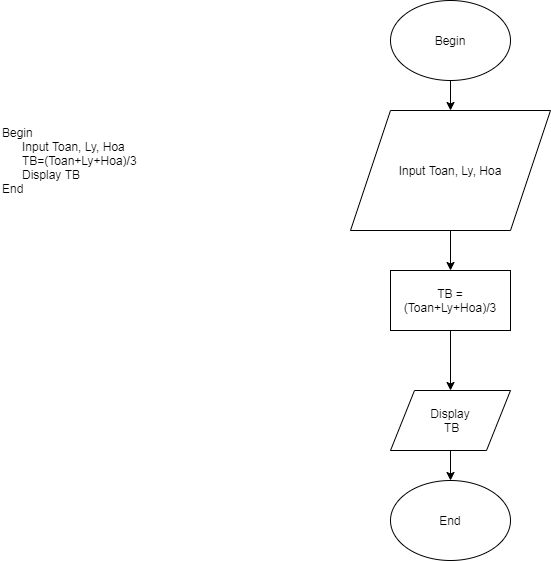 Begin
Input Toan, Ly, Hoa
TB=(Toan+Ly+Hoa)/3
Display TB
End
Begin
Input Toan, Ly, Hoa
TB =
(Toan+Ly+Hoa)/3
Display
TB
End